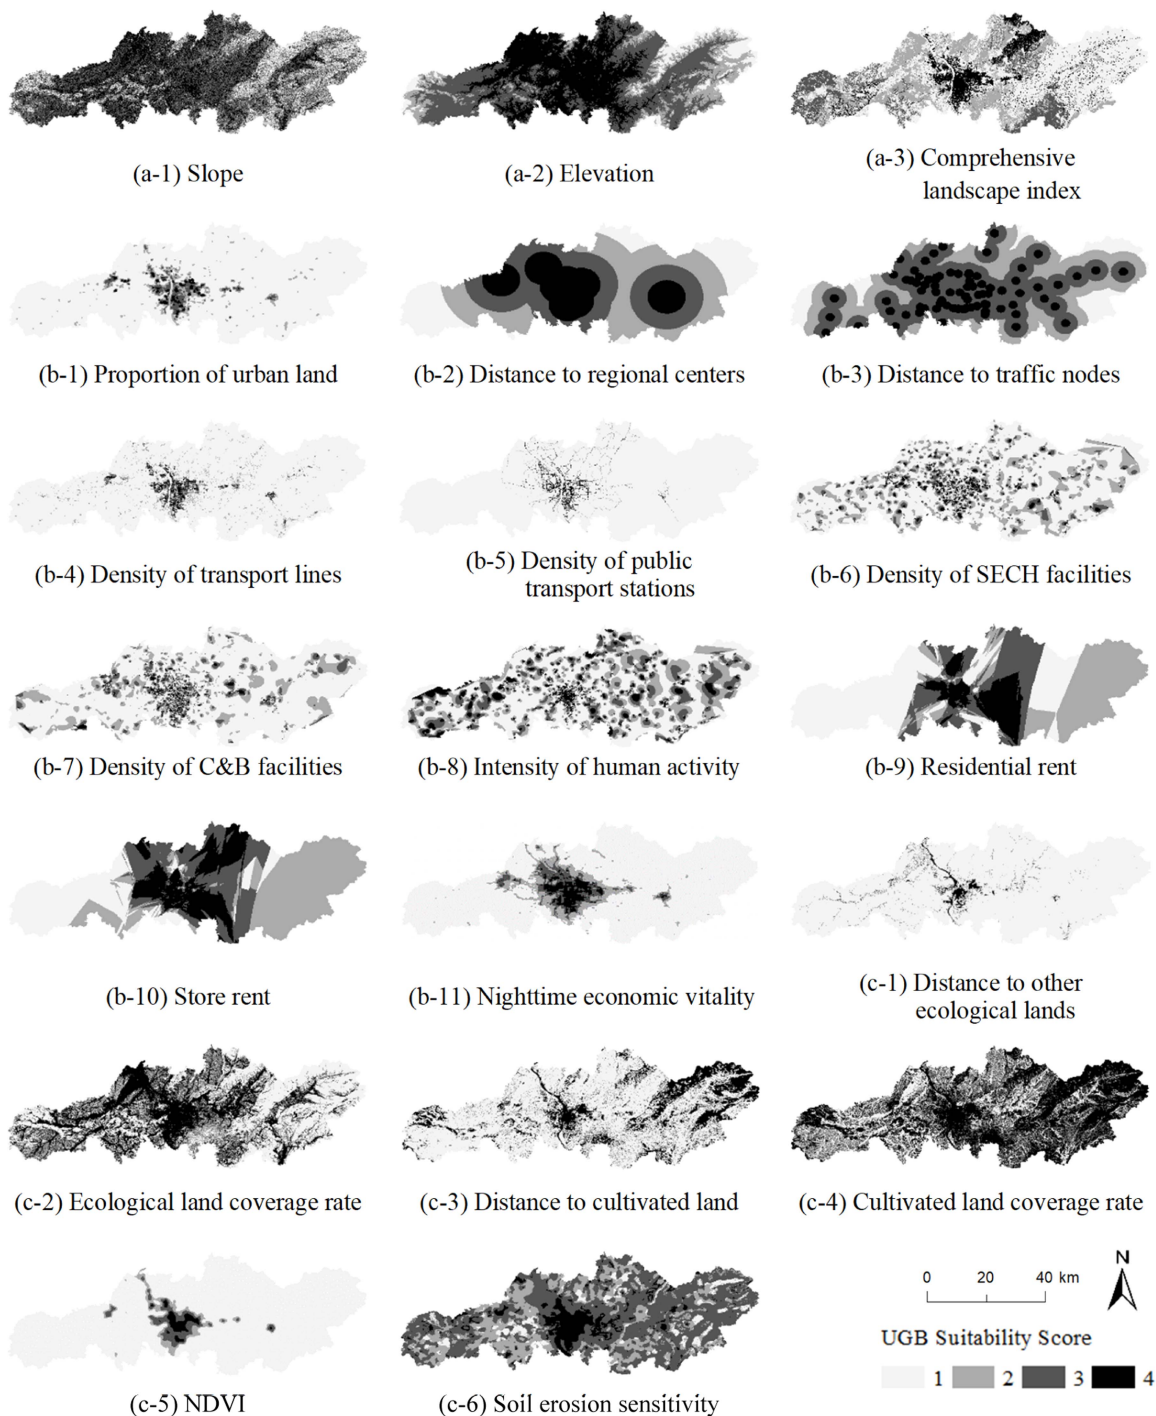 (a-1) Slope
(a-2) Elevation
(a-3) Comprehensive
landscape index
(b-1) Proportion of urban land
(b-2) Distance to regional centers
(b-3) Distance to traffic nodes
(b-4) Density of transport lines
(b-5) Density of public
transport stations
(b-6) Density of SECH facilities
(b-7) Density of C&B facilities
(b-8) Intensity of human activity
(b-9) Residential rent
(b-10) Store rent
(b-11) Nighttime economic vitality
(c-1) Distance to other
ecological lands
(c-2) Ecological land coverage rate
(c-3) Distance to cultivated land
(c-4) Cultivated land coverage rate
(c-5) NDVI
(c-6) Soil erosion sensitivity
N
0 20 40 km
UGB Suitability Score
1 2 3 4